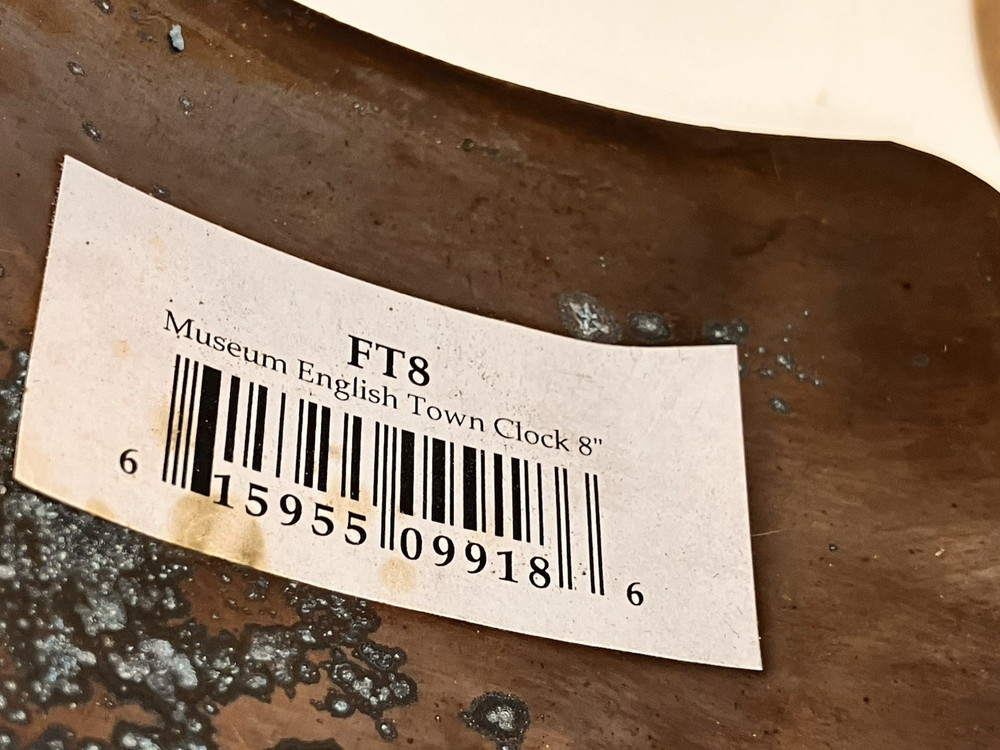 FT8
Museum English Town Clock 8"
6 15955 09918 6